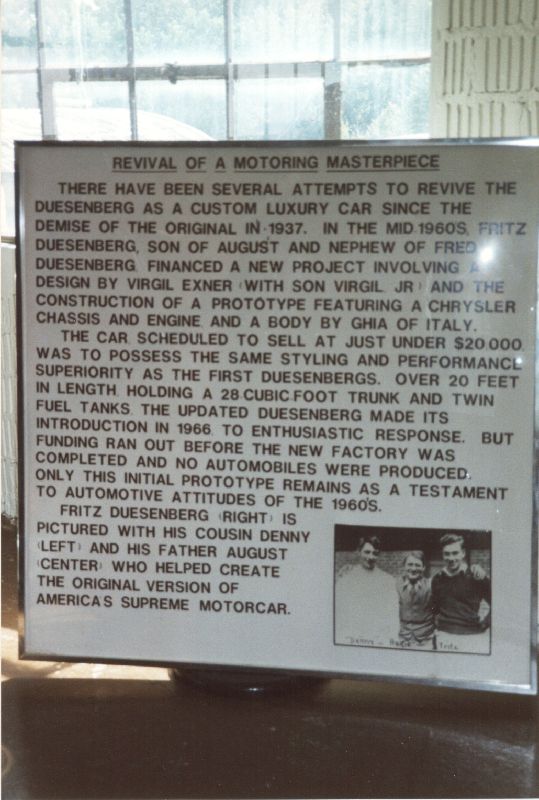 REVIVAL OF A MOTORING MASTERPIECE
THERE HAVE BEEN SEVERAL ATTEMPTS TO REVIVE THE
DUESENBERG AS A CUSTOM LUXURY CAR SINCE THE
DEMISE OF THE ORIGINAL IN 1937. IN THE MID 1960'S, FRITZ
DUESENBERG, SON OF AUGUST AND NEPHEW OF FRED
DUESENBERG, FINANCED A NEW PROJECT INVOLVING A
DESIGN BY VIRGIL EXNER (WITH SON VIRGIL JR) AND THE
CONSTRUCTION OF A PROTOTYPE FEATURING A CHRYSLER
CHASSIS AND ENGINE AND A BODY BY GHIA OF ITALY.
THE CAR, SCHEDULED TO SELL AT JUST UNDER $20,000,
WAS TO POSSESS THE SAME STYLING AND PERFORMANCE
SUPERIORITY AS THE FIRST DUESENBERGS. OVER 20 FEET
IN LENGTH, HOLDING A 28-CUBIC-FOOT TRUNK AND TWIN
FUEL TANKS, THE UPDATED DUESENBERG MADE ITS
INTRODUCTION IN 1966, TO ENTHUSIASTIC RESPONSE. BUT
FUNDING RAN OUT BEFORE THE NEW FACTORY WAS
COMPLETED AND NO AUTOMOBILES WERE PRODUCED,
ONLY THIS INITIAL PROTOTYPE REMAINS AS A TESTAMENT
TO AUTOMOTIVE ATTITUDES OF THE 1960'S.
FRITZ DUESENBERG (RIGHT) IS
PICTURED WITH HIS COUSIN DENNY
(LEFT) AND HIS FATHER AUGUST
(CENTER) WHO HELPED CREATE
THE ORIGINAL VERSION OF
AMERICA'S SUPREME MOTORCAR.